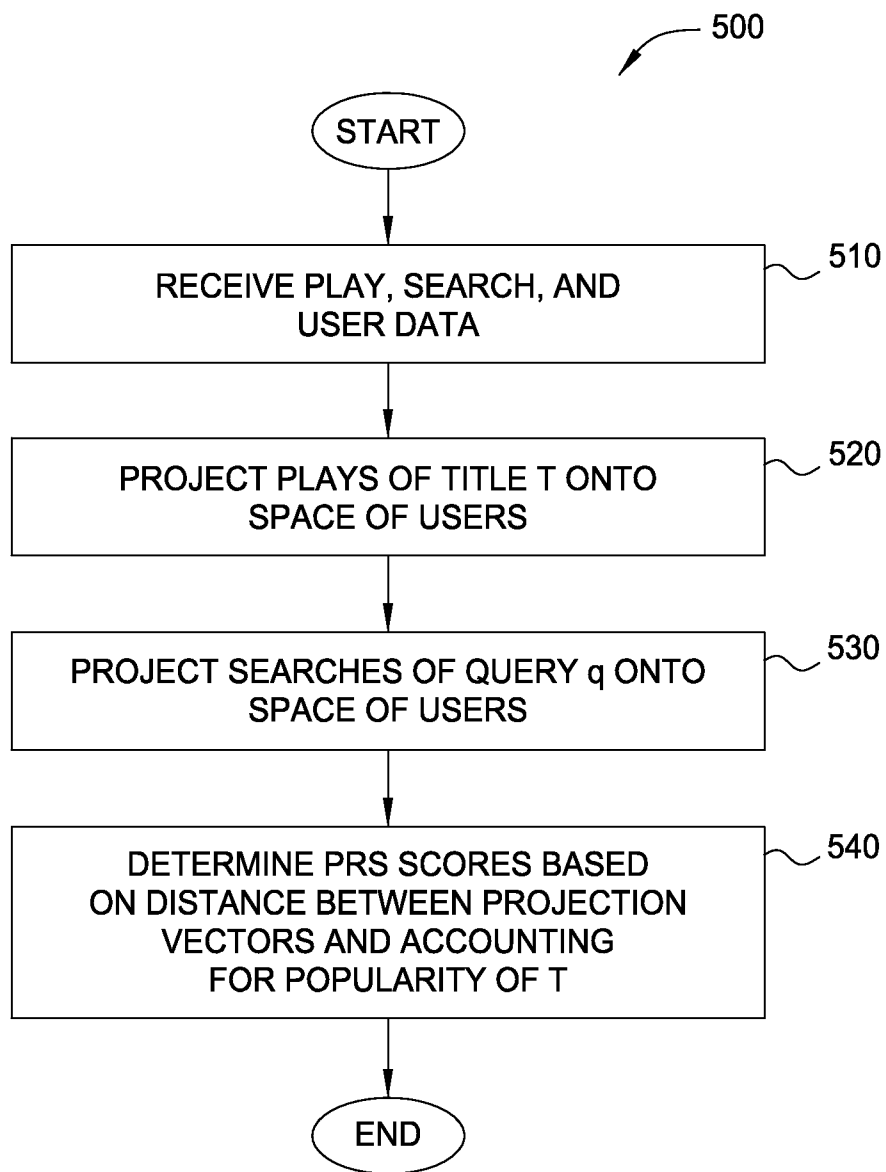 500
START
510
RECEIVE PLAY, SEARCH, AND
USER DATA
520
PROJECT PLAYS OF TITLE T ONTO
SPACE OF USERS
530
PROJECT SEARCHES OF QUERY q ONTO
SPACE OF USERS
540
DETERMINE PRS SCORES BASED
ON DISTANCE BETWEEN PROJECTION
VECTORS AND ACCOUNTING
FOR POPULARITY OF T
END